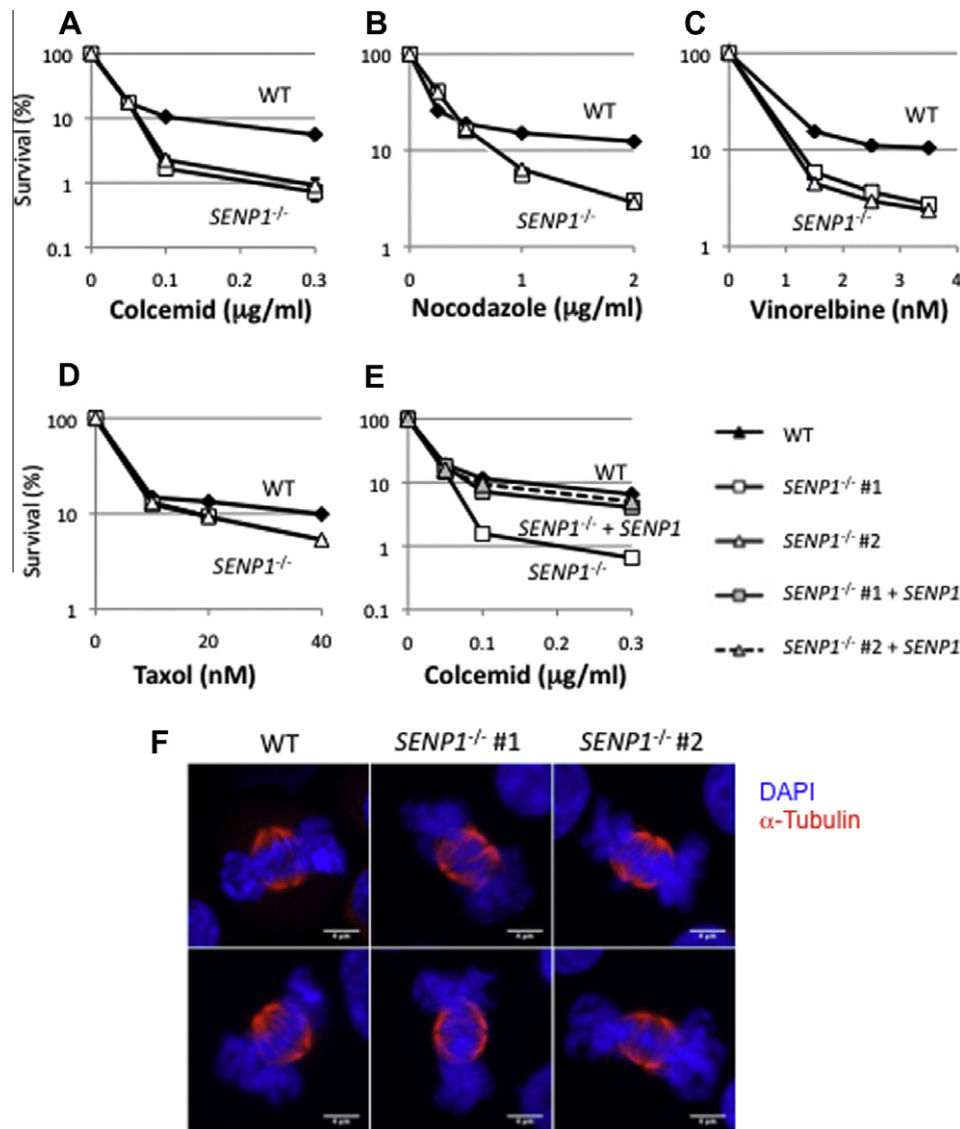 A
Survival (%)
100
10
1
0.1
WT
SENP1-/-
0 0.1 0.2 0.3
Colcemid (µg/ml)
B
100
10
1
WT
SENP1-/-
0 1 2
Nocodazole (µg/ml)
C
100
10
1
WT
SENP1-/-
0 1 2 3 4
Vinorelbine (nM)
D
Survival (%)
100
10
1
WT
SENP1-/-
0 20 40
Taxol (nM)
E
100
10
1
0.1
WT
SENP1-/- + SENP1
SENP1-/-
0 0.1 0.2 0.3
Colcemid (µg/ml)
WT
SENP1-/- #1
SENP1-/- #2
SENP1-/- #1 + SENP1
SENP1-/- #2 + SENP1
F
WT SENP1-/- #1 SENP1-/- #2
DAPI
α-Tubulin